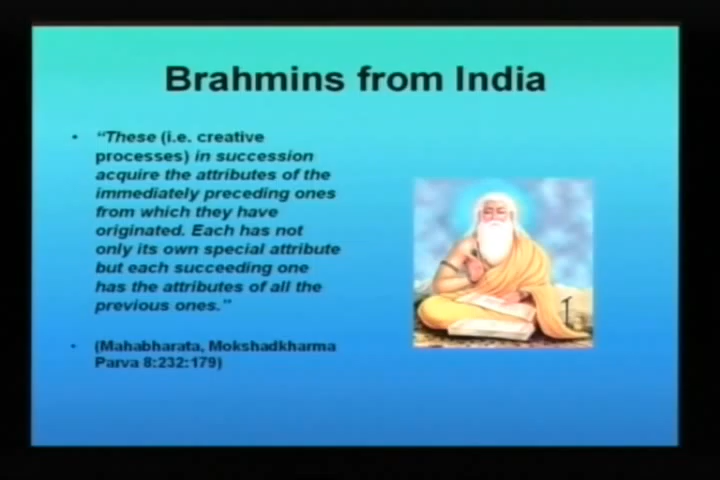 Brahmins from India
• "These (i.e. creative
processes) in succession
acquire the attributes of the
immediately preceding ones
from which they have
originated. Each has not
only its own special attribute
but each succeeding one
has the attributes of all the
previous ones."
• (Mahabharata, Mokshadkharma
Parva 8:232:179)